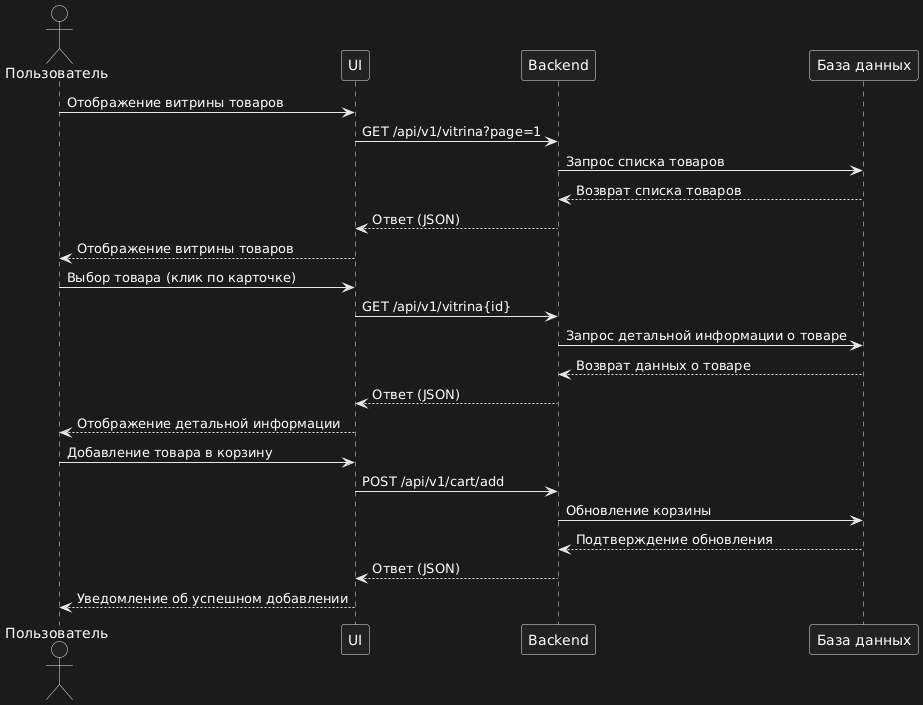 Пользователь
UI
Backend
База данных
Отображение витрины товаров
GET /api/v1/vitrina?page=1
Запрос списка товаров
Возврат списка товаров
Ответ (JSON)
Отображение витрины товаров
Выбор товара (клик по карточке)
GET /api/v1/vitrina{id}
Запрос детальной информации о товаре
Возврат данных о товаре
Ответ (JSON)
Отображение детальной информации
Добавление товара в корзину
POST /api/v1/cart/add
Обновление корзины
Подтверждение обновления
Ответ (JSON)
Уведомление об успешном добавлении
Пользователь
UI
Backend
База данных